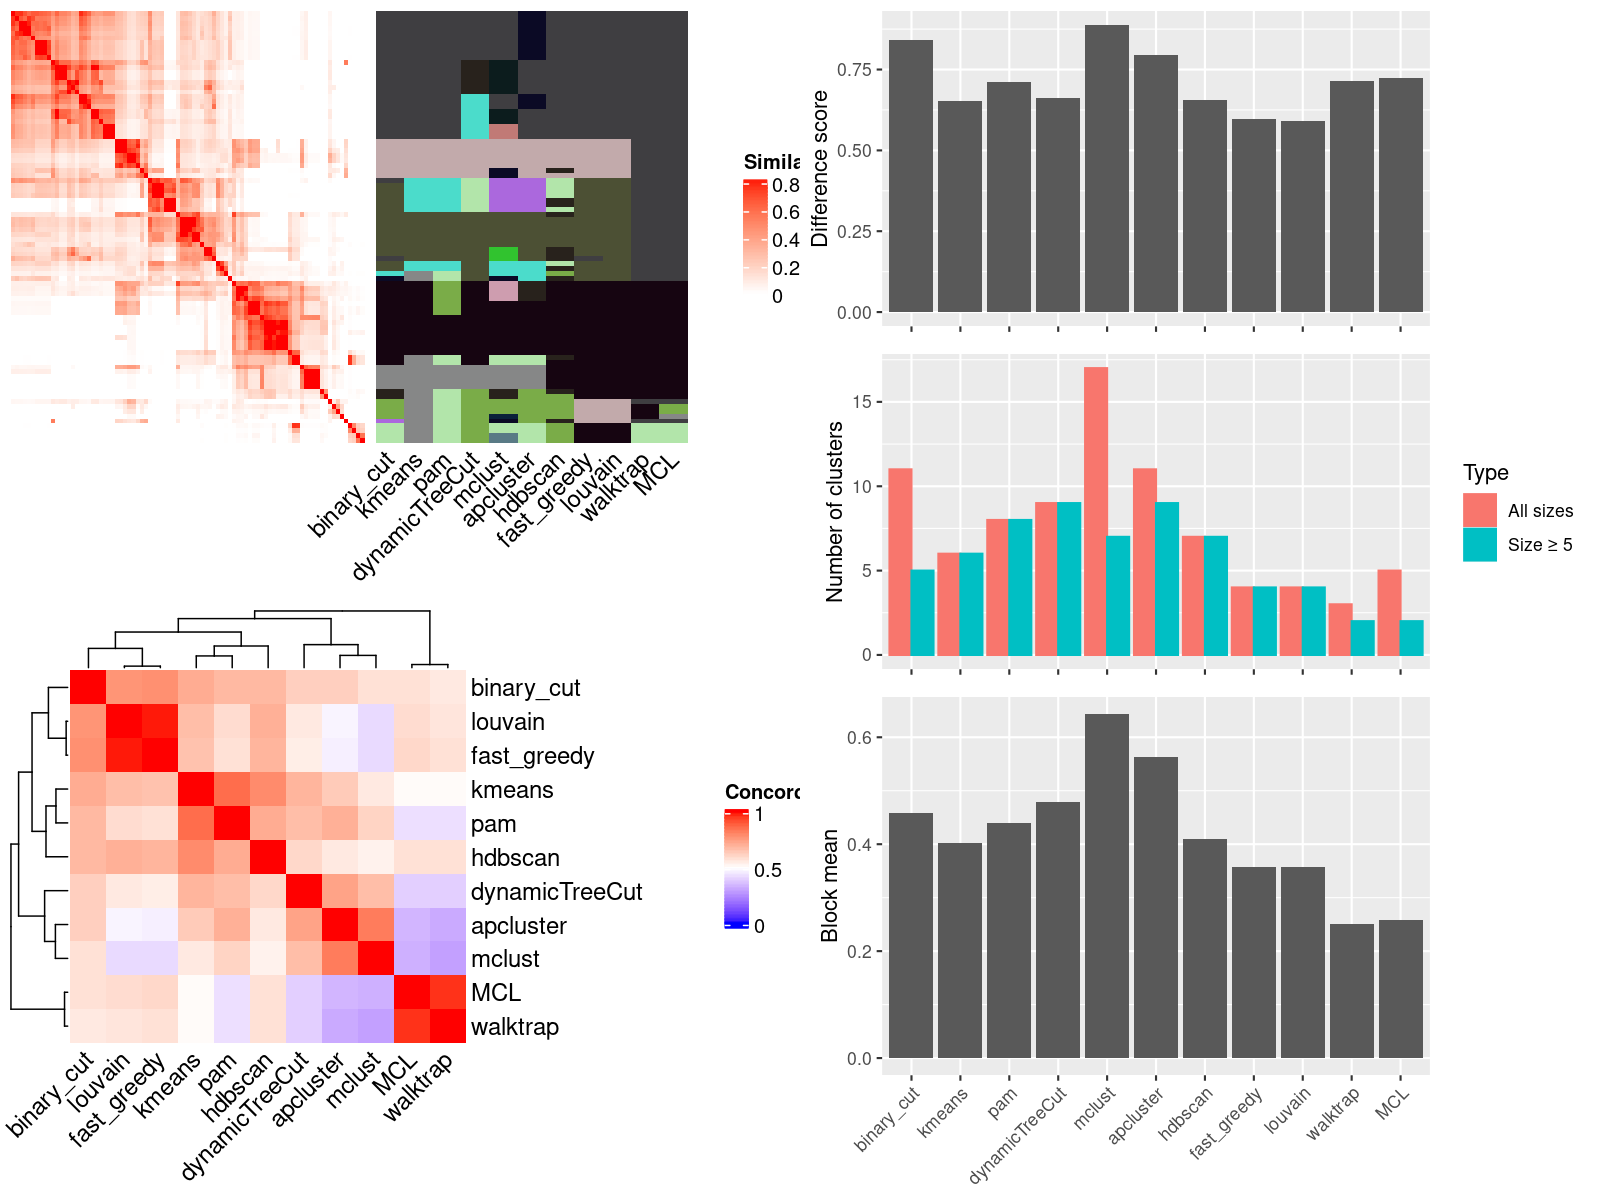 Simila
0.8
0.6
0.4
0.2
0
binary_cut
kmeans
pam
dynamicTreeCut
mclust
apcluster
hdbscan
fast_greedy
louvain
walktrap
MCL
binary_cut
louvain
fast_greedy
kmeans
pam
hdbscan
dynamicTreeCut
apcluster
mclust
MCL
walktrap
binary_cut
louvain
fast_greedy
kmeans
pam
hdbscan
dynamicTreeCut
apcluster
mclust
MCL
walktrap
Concord
1
0.5
0
Difference score
0.75
0.50
0.25
0.00
Number of clusters
15
10
5
0
Type
All sizes
Size ≥ 5
Block mean
0.6
0.4
0.2
0.0
binary_cut
kmeans
pam
dynamicTreeCut
mclust
apcluster
hdbscan
fast_greedy
louvain
walktrap
MCL